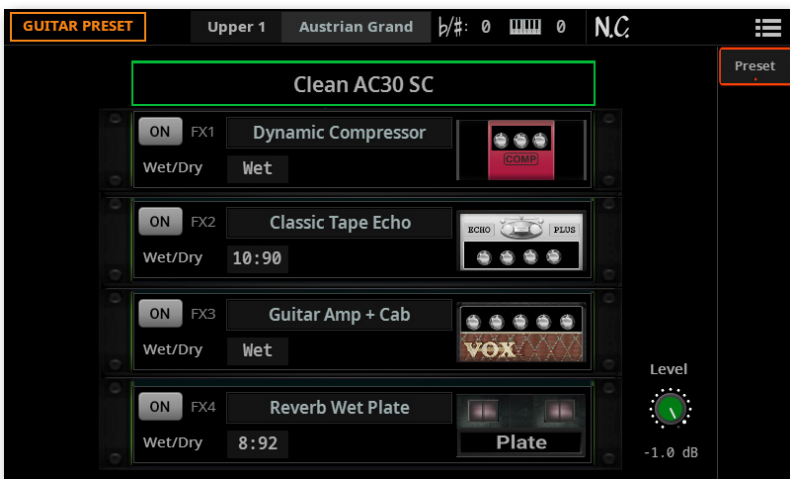 GUITAR PRESET Upper 1 Austrian Grand ♭/#: 0 0 N.C.
Preset
Clean AC30 SC
ON FX1 Dynamic Compressor
COMP
Wet/Dry Wet
ON FX2 Classic Tape Echo
ECHO PLUS
Wet/Dry 10:90
ON FX3 Guitar Amp + Cab
Wet/Dry Wet
VOX
Level
ON FX4 Reverb Wet Plate
Wet/Dry 8:92
Plate
-1.0 dB